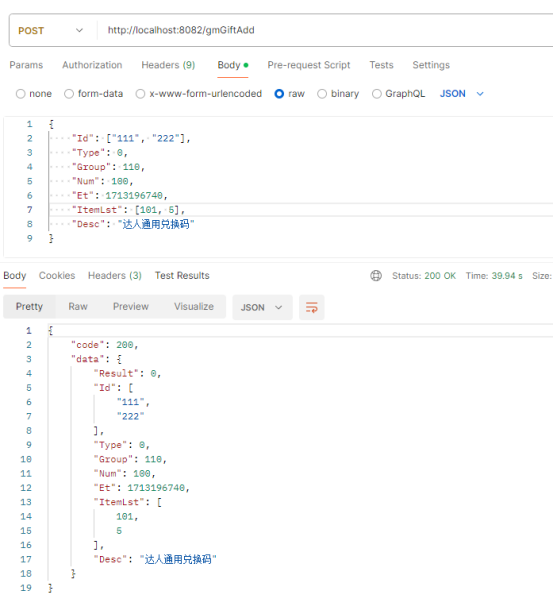 POST http://localhost:8082/gmGiftAdd
Params Authorization Headers (9) Body Pre-request Script Tests Settings
none form-data x-www-form-urlencoded raw binary GraphQL JSON
1 {
2 "Id": ["111", "222"],
3 "Type": 0,
4 "Group": 110,
5 "Num": 100,
6 "Et": 1713196740,
7 "ItemLst": [101, 5],
8 "Desc": "达人通用兑换码"
9 }
Body Cookies Headers (3) Test Results Status: 200 OK Time: 39.94 s Size:
Pretty Raw Preview Visualize JSON
1 {
2 "code": 200,
3 "data": {
4 "Result": 0,
5 "Id": [
6 "111",
7 "222"
8 ],
9 "Type": 0,
10 "Group": 110,
11 "Num": 100,
12 "Et": 1713196740,
13 "ItemLst": [
14 101,
15 5
16 ],
17 "Desc": "达人通用兑换码"
18 }
19 }